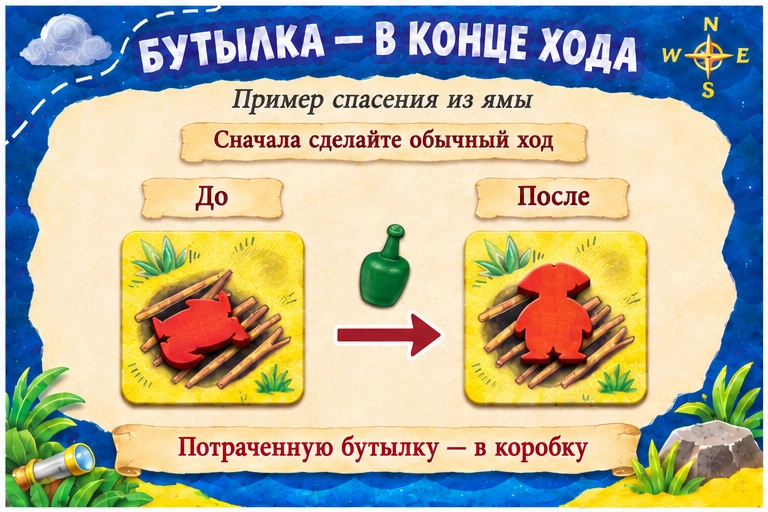 БУТЫЛКА — В КОНЦЕ ХОДА
N
W E
S
Пример спасения из ямы
Сначала сделайте обычный ход
До
После
Потраченную бутылку — в коробку